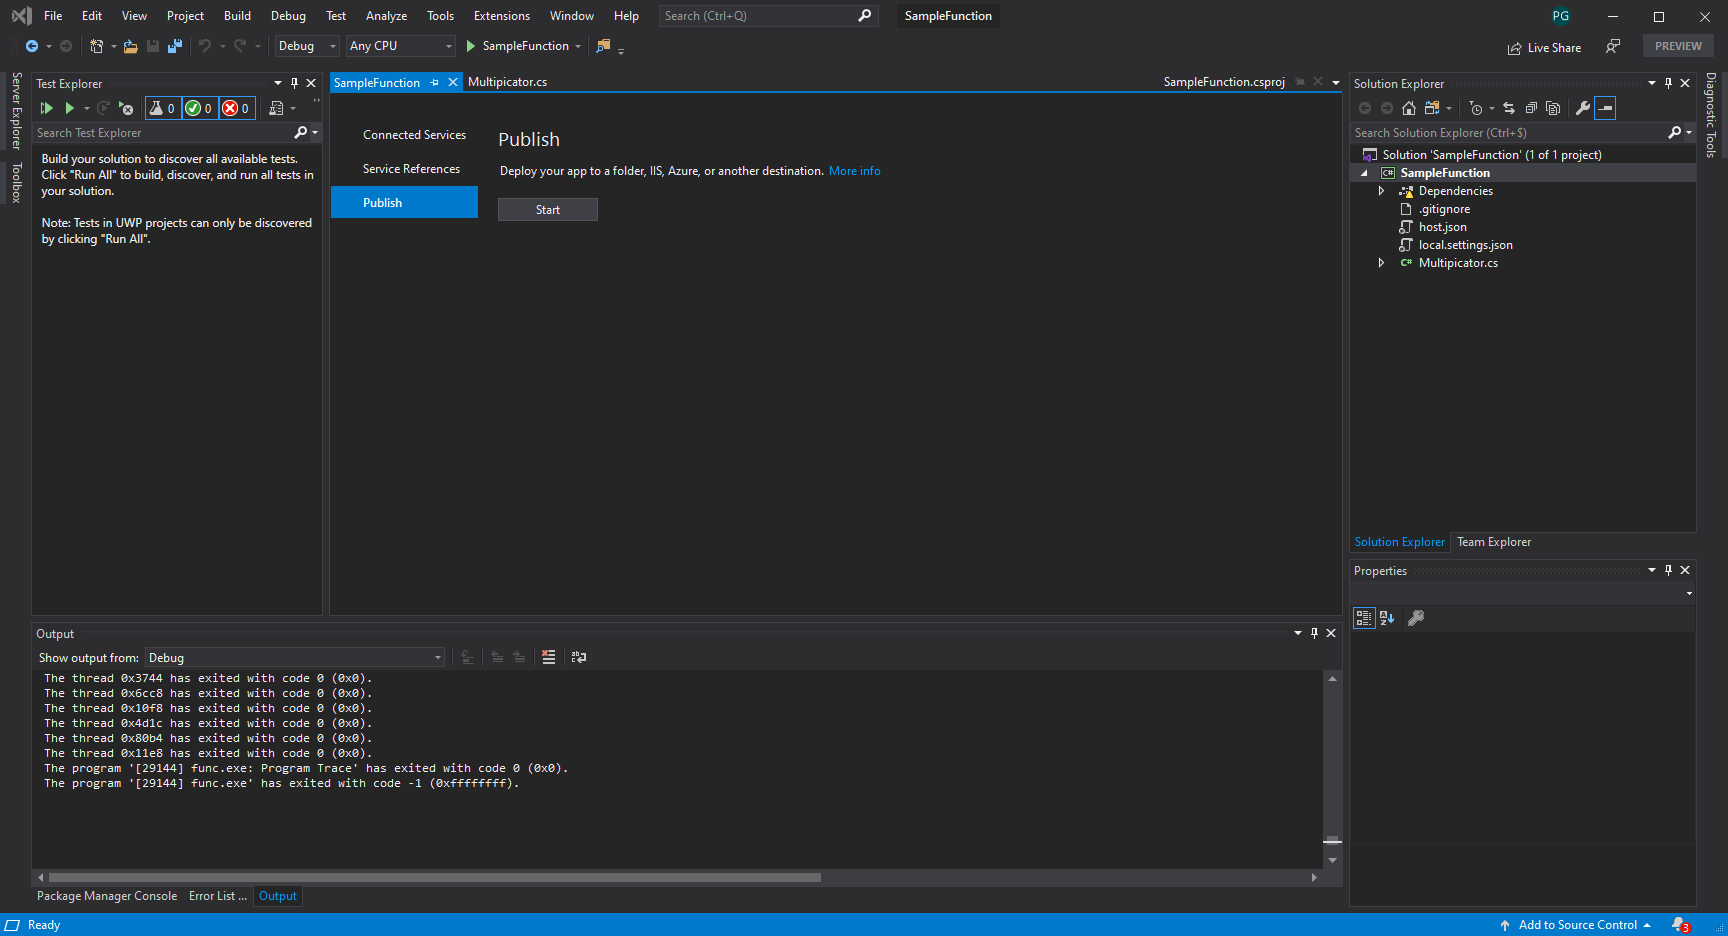 File Edit View Project Build Debug Test Analyze Tools Extensions Window Help Search (Ctrl+Q) SampleFunction PG
Debug Any CPU SampleFunction Live Share PREVIEW
Server Explorer
Toolbox
Test Explorer
0 0 0
Search Test Explorer
Build your solution to discover all available tests.
Click "Run All" to build, discover, and run all tests in
your solution.
Note: Tests in UWP projects can only be discovered
by clicking "Run All".
SampleFunction Multipicator.cs SampleFunction.csproj
Connected Services
Service References
Publish
Publish
Deploy your app to a folder, IIS, Azure, or another destination. More info
Start
Solution Explorer
Search Solution Explorer (Ctrl+$)
Solution 'SampleFunction' (1 of 1 project)
C# SampleFunction
Dependencies
.gitignore
host.json
local.settings.json
C# Multipicator.cs
Solution Explorer Team Explorer
Properties
Diagnostic Tools
Output
Show output from: Debug
The thread 0x3744 has exited with code 0 (0x0).
The thread 0x6cc8 has exited with code 0 (0x0).
The thread 0x10f8 has exited with code 0 (0x0).
The thread 0x4d1c has exited with code 0 (0x0).
The thread 0x80b4 has exited with code 0 (0x0).
The thread 0x11e8 has exited with code 0 (0x0).
The program '[29144] func.exe: Program Trace' has exited with code 0 (0x0).
The program '[29144] func.exe' has exited with code -1 (0xffffffff).
Package Manager Console Error List ... Output
Ready Add to Source Control 3